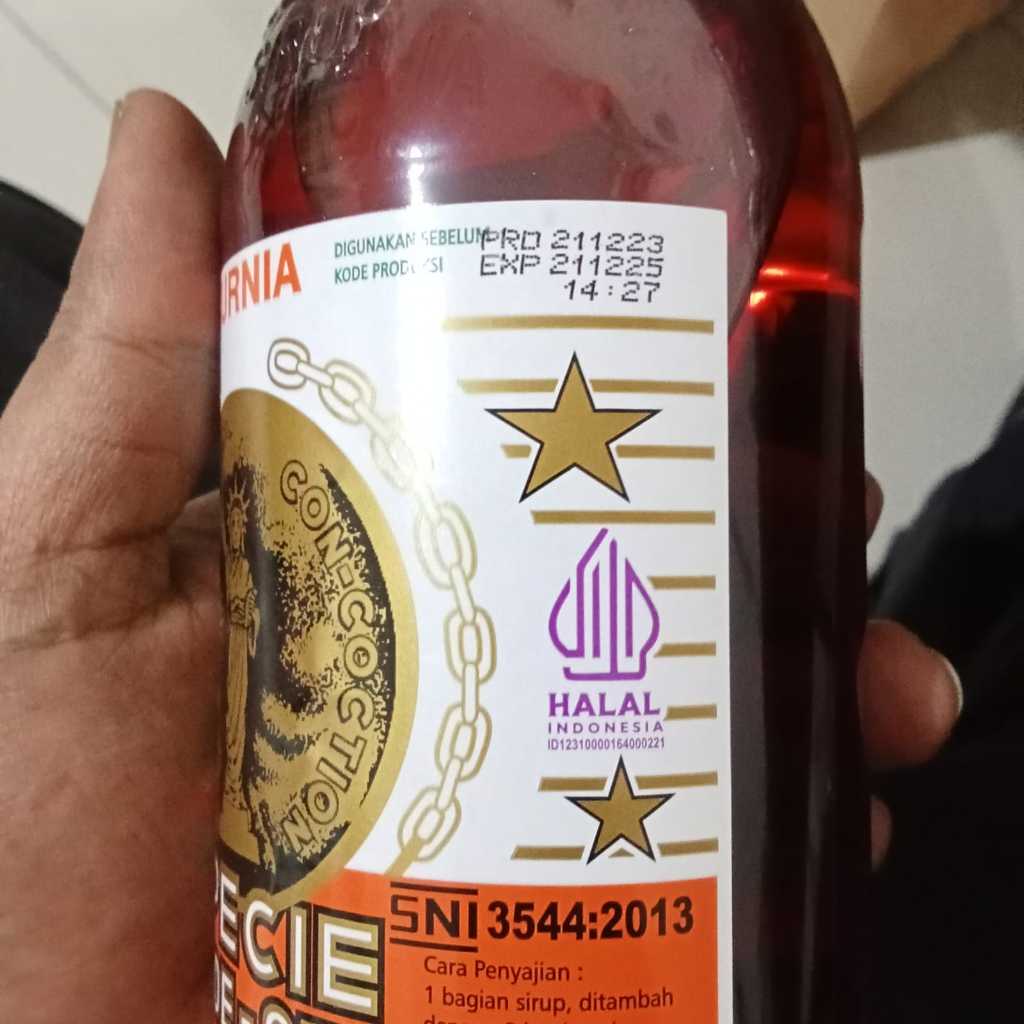 URNIA
DIGUNAKAN SEBELUM
KODE PRODUKSI
PRD 211223
EXP 211225
14:27
CON-COCTION
HALAL
INDONESIA
ID12310000164000221
ECIE
SNI 3544:2013
Cara Penyajian :
1 bagian sirup, ditambah